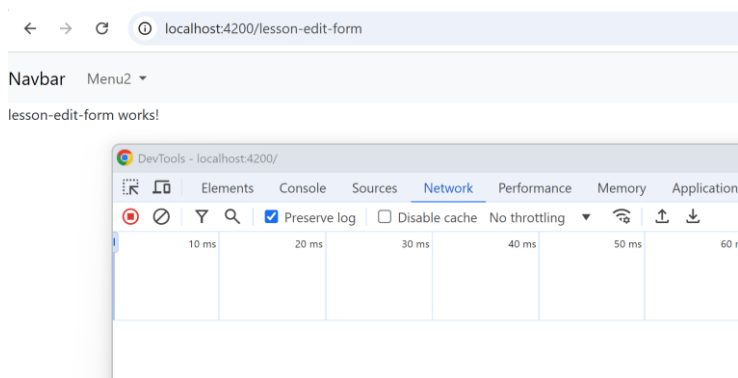 localhost:4200/lesson-edit-form
Navbar Menu2
lesson-edit-form works!
DevTools - localhost:4200/
Elements Console Sources Network Performance Memory Application
Preserve log Disable cache No throttling
10 ms 20 ms 30 ms 40 ms 50 ms 60 m